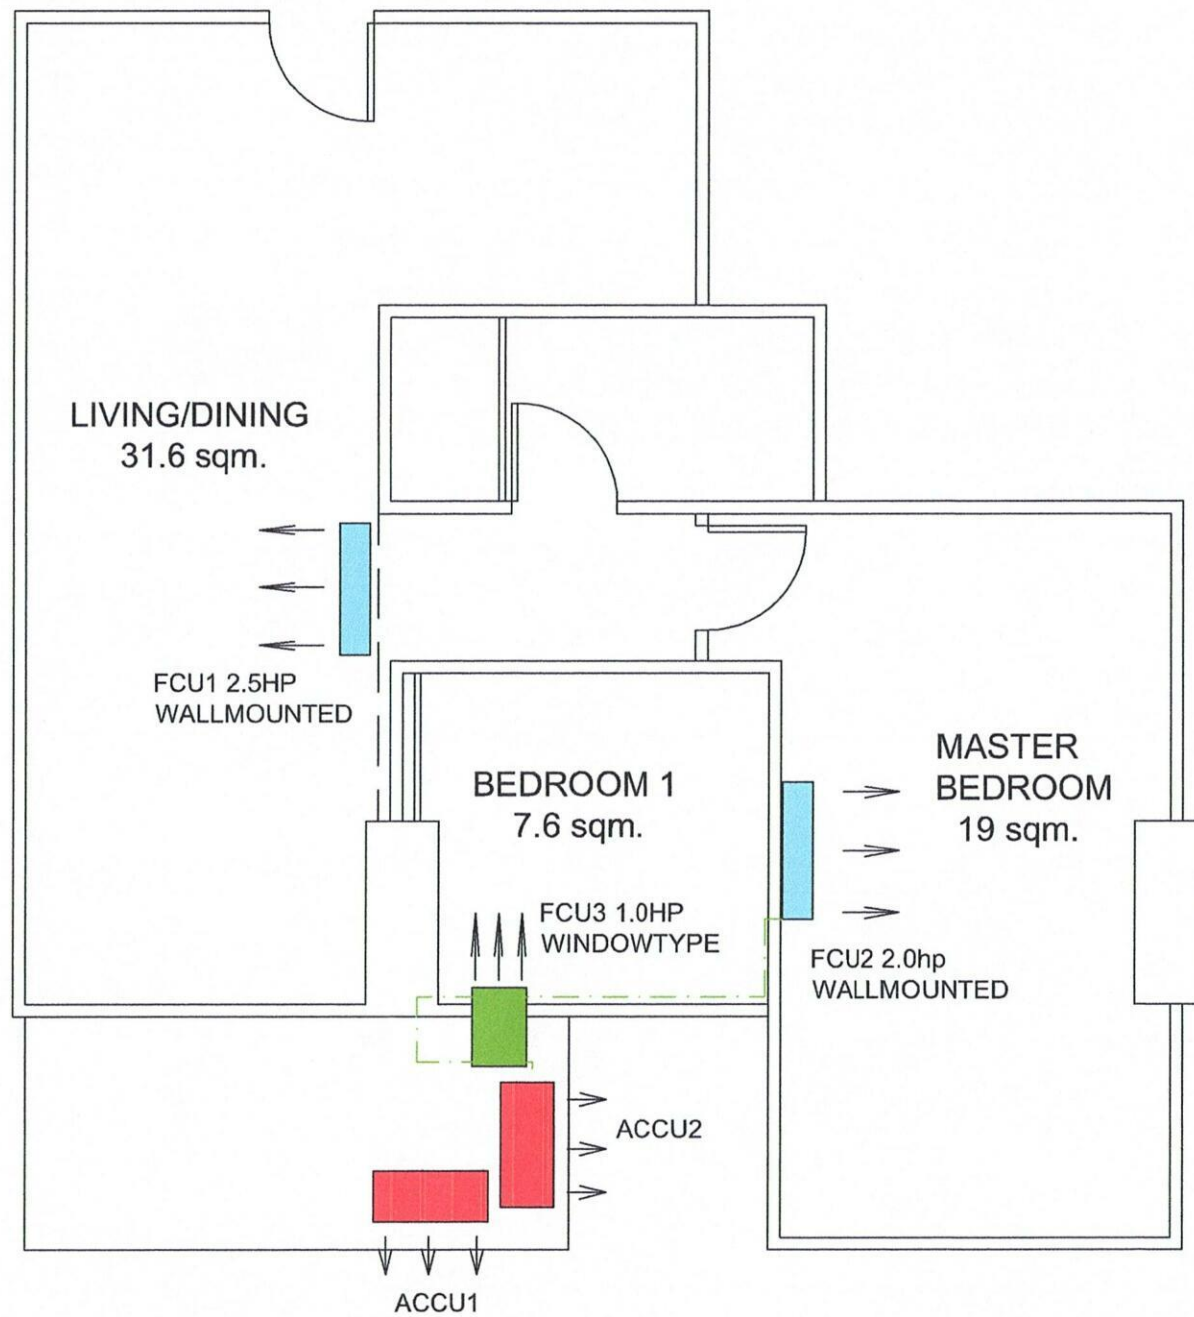 LIVING/DINING
31.6 sqm.
FCU1 2.5HP
WALLMOUNTED
BEDROOM 1
7.6 sqm.
MASTER
BEDROOM
19 sqm.
FCU3 1.0HP
WINDOWTYPE
FCU2 2.0hp
WALLMOUNTED
ACCU2
ACCU1